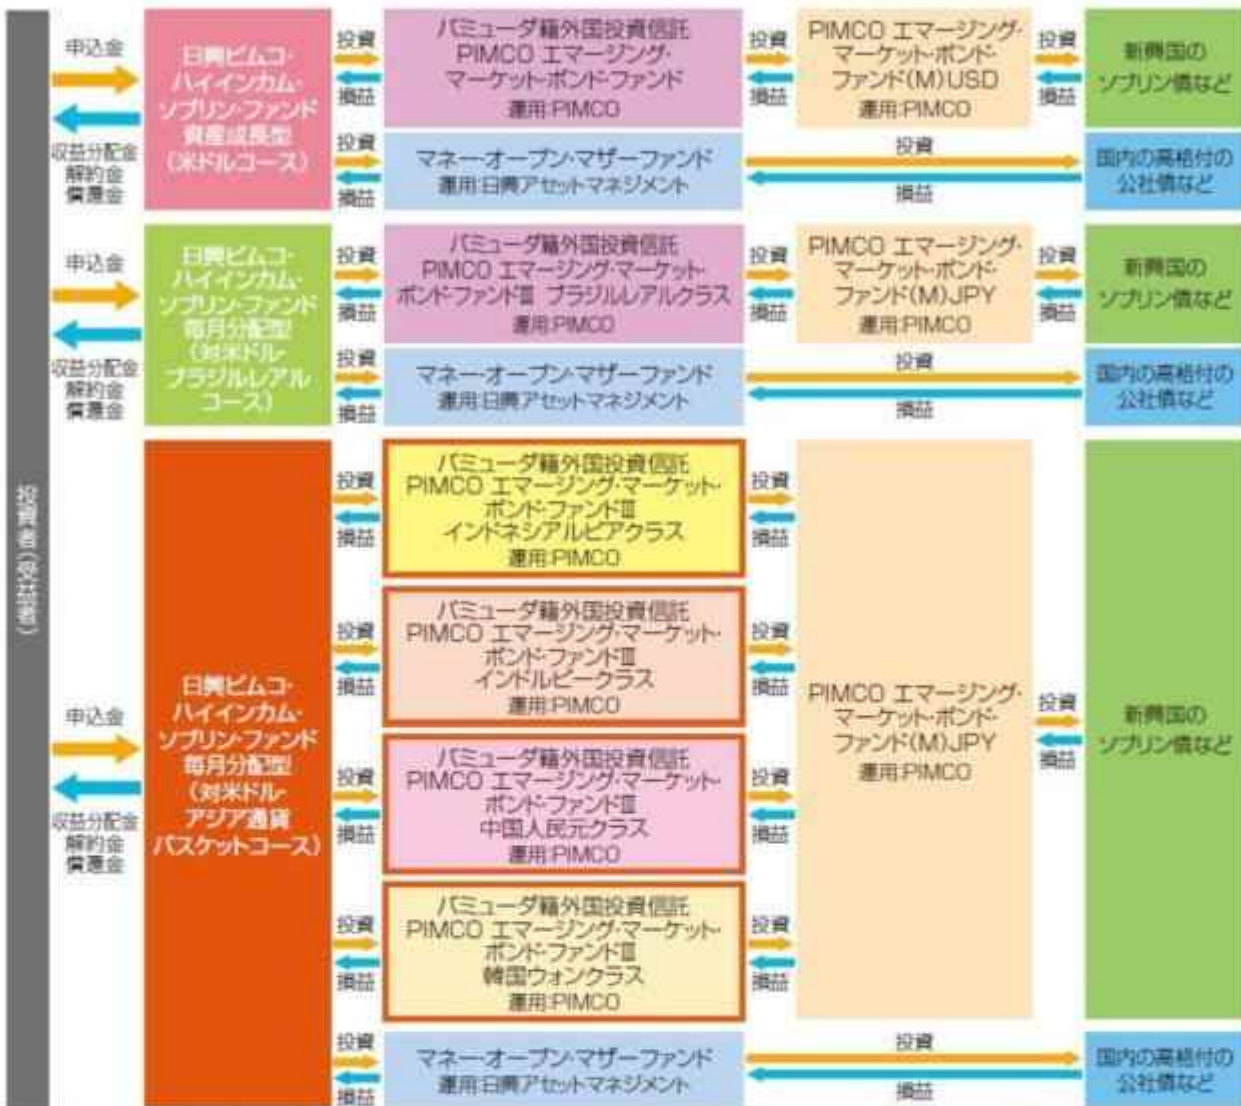 投資者(受益者)
申込金
収益分配金
解約金
償還金
日興ピムコ・
ハイインカム・
ソブリン・ファンド
資産成長型
(米ドルコース)
投資
損益
バミューダ籍外国投資信託
PIMCO エマージング・
マーケット・ボンド・ファンド
運用:PIMCO
投資
損益
PIMCO エマージング・
マーケット・ボンド・
ファンド(M)USD
運用:PIMCO
投資
損益
新興国の
ソブリン債など
投資
損益
マネー・オープン・マザーファンド
運用:日興アセットマネジメント
投資
損益
国内の高格付の
公社債など
申込金
収益分配金
解約金
償還金
日興ピムコ・
ハイインカム・
ソブリン・ファンド
毎月分配型
(対米ドル・
ブラジルレアル
コース)
投資
損益
バミューダ籍外国投資信託
PIMCO エマージング・マーケット・
ボンド・ファンドⅢ ブラジルレアルクラス
運用:PIMCO
投資
損益
PIMCO エマージング・
マーケット・ボンド・
ファンド(M)JPY
運用:PIMCO
投資
損益
新興国の
ソブリン債など
投資
損益
マネー・オープン・マザーファンド
運用:日興アセットマネジメント
投資
損益
国内の高格付の
公社債など
申込金
収益分配金
解約金
償還金
日興ピムコ・
ハイインカム・
ソブリン・ファンド
毎月分配型
(対米ドル・
アジア通貨
バスケットコース)
投資
損益
バミューダ籍外国投資信託
PIMCO エマージング・マーケット・
ボンド・ファンドⅢ
インドネシアルピアクラス
運用:PIMCO
投資
損益
投資
損益
バミューダ籍外国投資信託
PIMCO エマージング・マーケット・
ボンド・ファンドⅢ
インドルピークラス
運用:PIMCO
投資
損益
投資
損益
バミューダ籍外国投資信託
PIMCO エマージング・マーケット・
ボンド・ファンドⅢ
中国人民元クラス
運用:PIMCO
投資
損益
投資
損益
バミューダ籍外国投資信託
PIMCO エマージング・マーケット・
ボンド・ファンドⅢ
韓国ウォンクラス
運用:PIMCO
投資
損益
PIMCO エマージング・
マーケット・ボンド・
ファンド(M)JPY
運用:PIMCO
投資
損益
新興国の
ソブリン債など
投資
損益
マネー・オープン・マザーファンド
運用:日興アセットマネジメント
投資
損益
国内の高格付の
公社債など